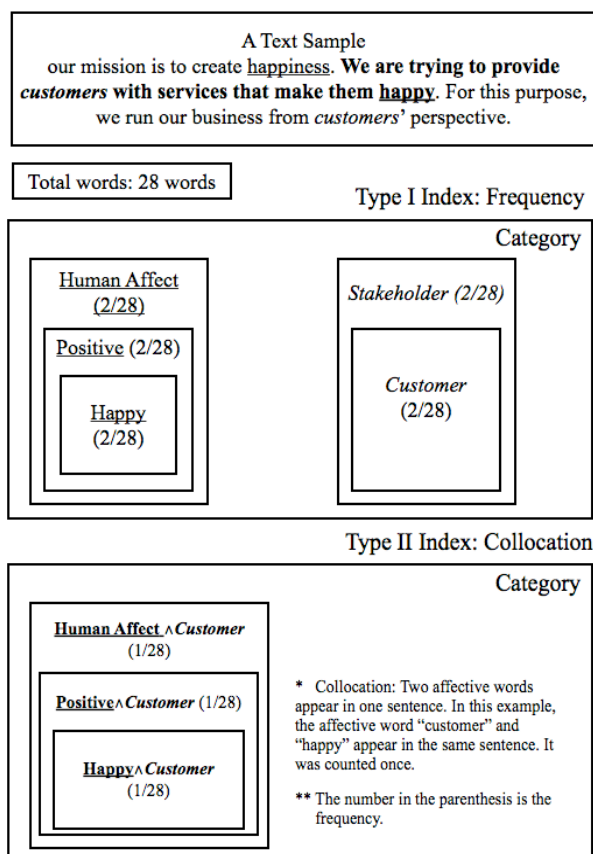 A Text Sample
our mission is to create happiness. We are trying to provide
customers with services that make them happy. For this purpose,
we run our business from customers' perspective.
Total words: 28 words
Type I Index: Frequency
Category
Human Affect
(2/28)
Positive (2/28)
Happy
(2/28)
Stakeholder (2/28)
Customer
(2/28)
Type II Index: Collocation
Category
Human Affect ∧Customer
(1/28)
Positive∧Customer (1/28)
Happy∧Customer
(1/28)
* Collocation: Two affective words
appear in one sentence. In this example,
the affective word “customer” and
“happy” appear in the same sentence. It
was counted once.
** The number in the parenthesis is the
frequency.